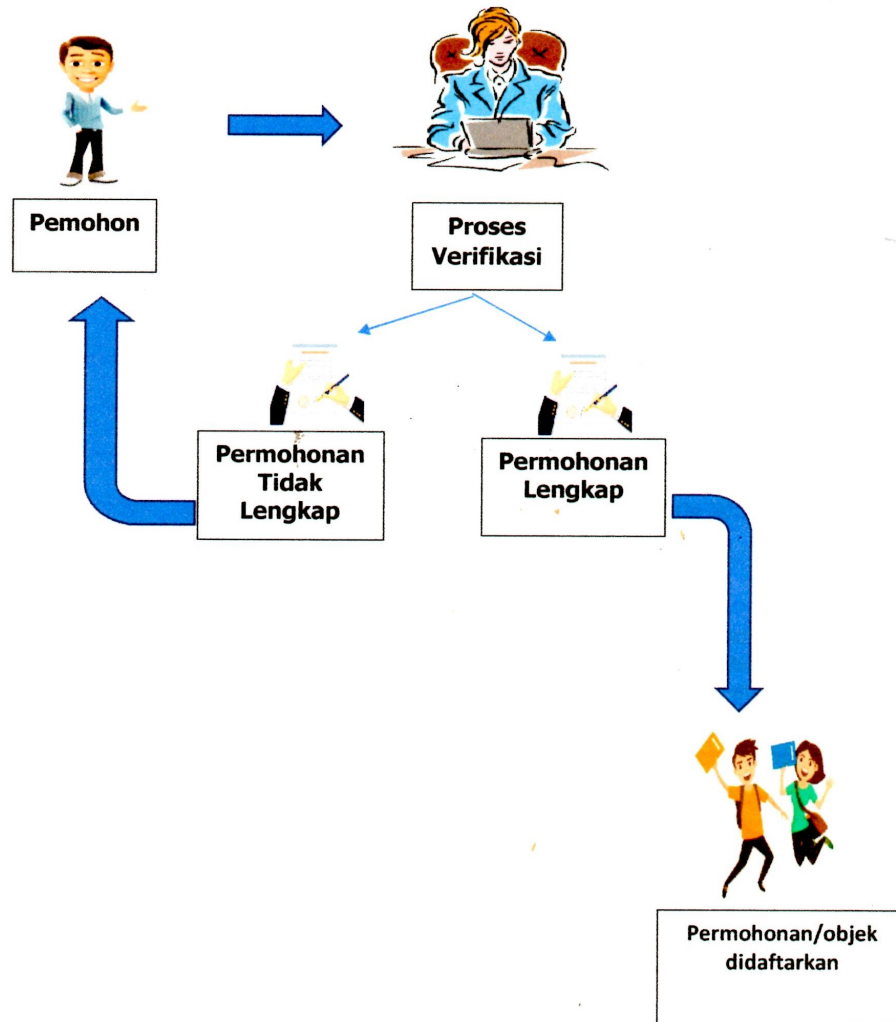 Pemohon
Proses
Verifikasi
Permohonan
Tidak
Lengkap
Permohonan
Lengkap
Permohonan/objek
didaftarkan